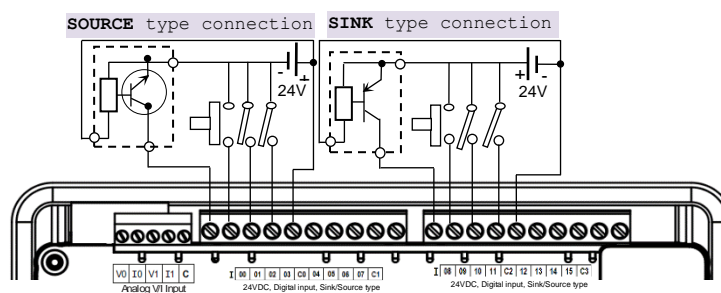 SOURCE type connection
SINK type connection
- +
24V
+ -
24V
V0 I0 V1 I1 C
Analog V/I Input
I 00 01 02 03 C0 04 05 06 07 C1
24VDC, Digital input, Sink/Source type
I 08 09 10 11 C2 12 13 14 15 C3
24VDC, Digital input, Sink/Source type